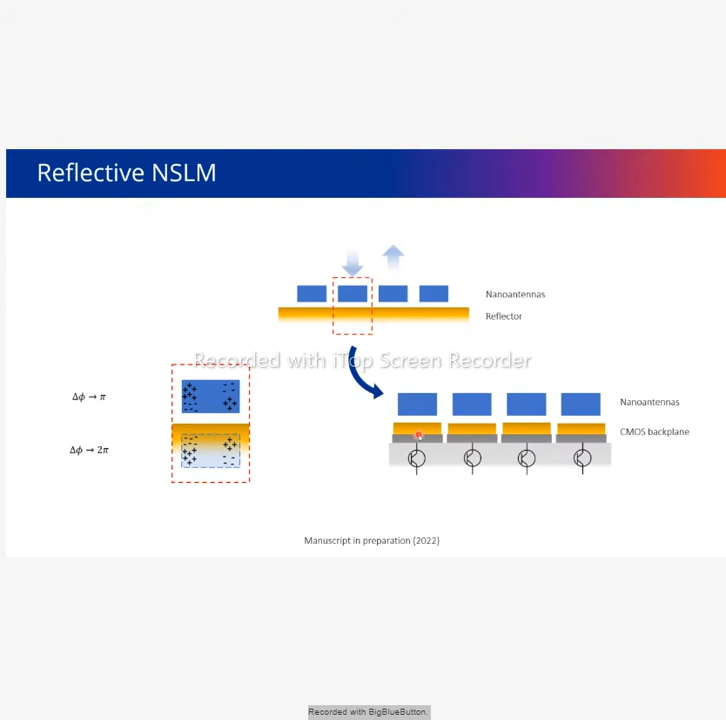 Reflective NSLM
Nanoantennas
Reflector
Recorded with iTop Screen Recorder
Δϕ → π
Δϕ → 2π
Nanoantennas
CMOS backplane
Manuscript in preparation (2022)
Recorded with BigBlueButton.